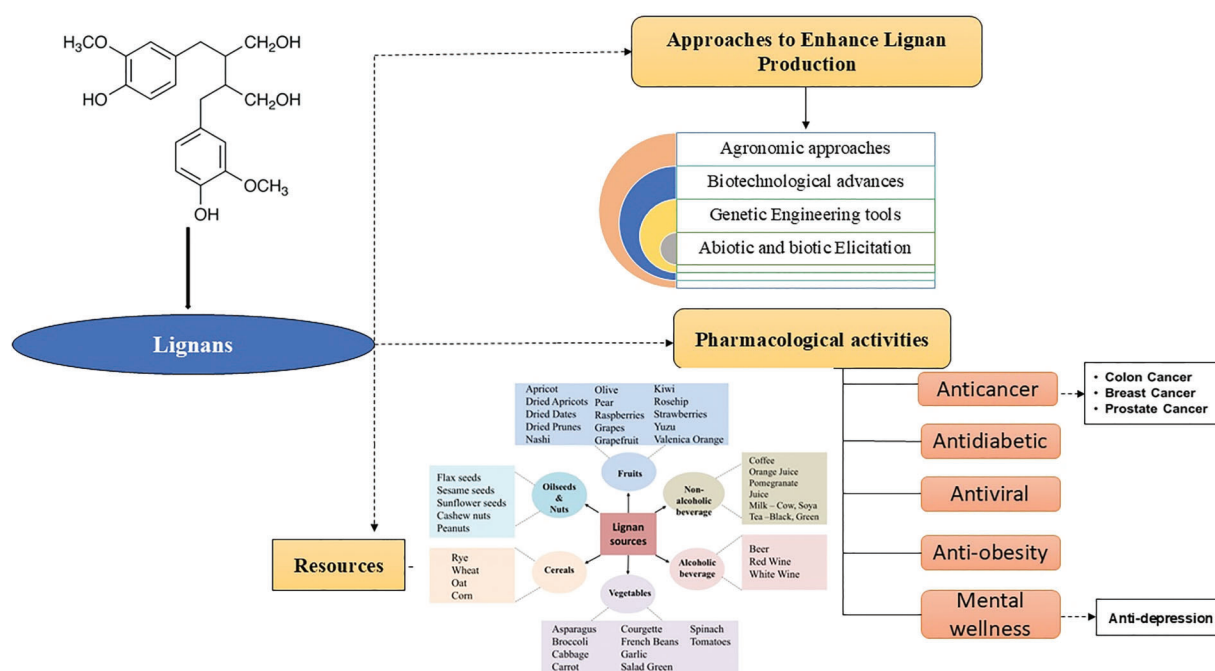 H₃CO
CH₂OH
HO
CH₂OH
OCH₃
OH
Lignans
Approaches to Enhance Lignan
Production
Agronomic approaches
Biotechnological advances
Genetic Engineering tools
Abiotic and biotic Elicitation
Pharmacological activities
Anticancer
• Colon Cancer
• Breast Cancer
• Prostate Cancer
Antidiabetic
Antiviral
Anti-obesity
Mental
wellness
Anti-depression
Resources
Lignan
sources
Fruits
Apricot
Dried Apricots
Dried Dates
Dried Prunes
Nashi
Olive
Pear
Raspberries
Grapes
Grapefruit
Kiwi
Rosehip
Strawberries
Yuzu
Valenica Orange
Oilseeds
&
Nuts
Flax seeds
Sesame seeds
Sunflower seeds
Cashew nuts
Peanuts
Non-
alcoholic
beverage
Coffee
Orange Juice
Pomegranate
Juice
Milk – Cow, Soya
Tea –Black, Green
Cereals
Rye
Wheat
Oat
Corn
Alcoholic
beverage
Beer
Red Wine
White Wine
Vegetables
Asparagus
Broccoli
Cabbage
Carrot
Courgette
French Beans
Garlic
Salad Green
Spinach
Tomatoes